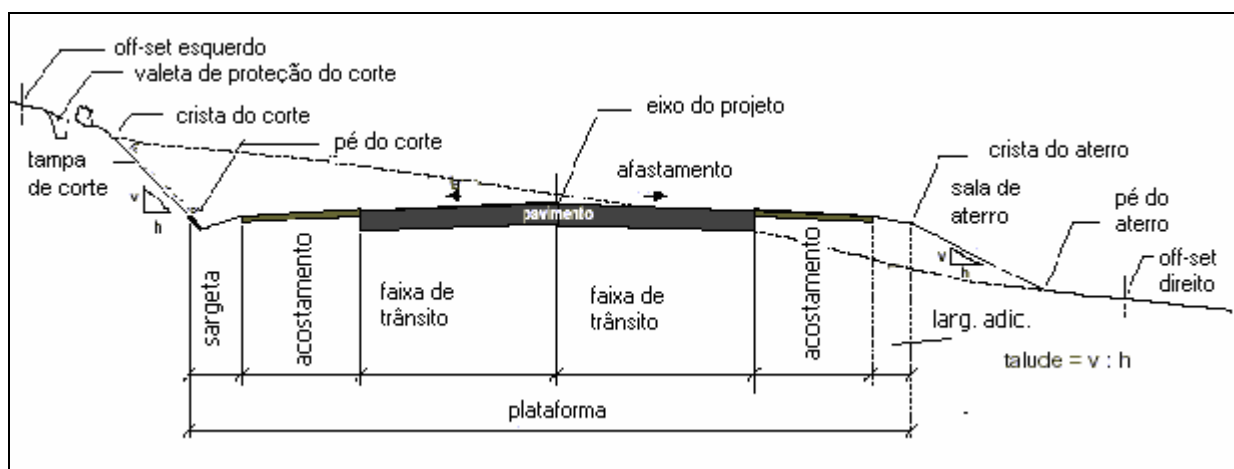 off-set esquerdo
valeta de proteção do corte
crista do corte
pé do corte
eixo do projeto
afastamento
crista do aterro
tampa
de corte
v
h
pavimento
sala de
aterro
pé do
aterro
v
h
off-set
direito
sargeta
acostamento
faixa de
trânsito
faixa de
trânsito
acostamento
larg. adic.
talude = v : h
plataforma